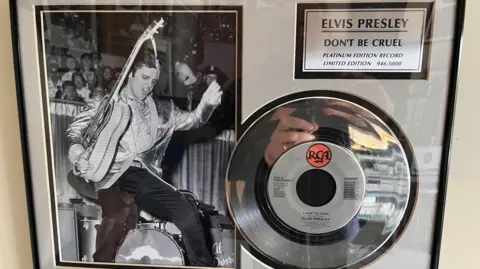 ELVIS PRESLEY
DON'T BE CRUEL
PLATINUM EDITION RECORD
LIMITED EDITION 946/5000
RCA
ELVIS PRESLEY